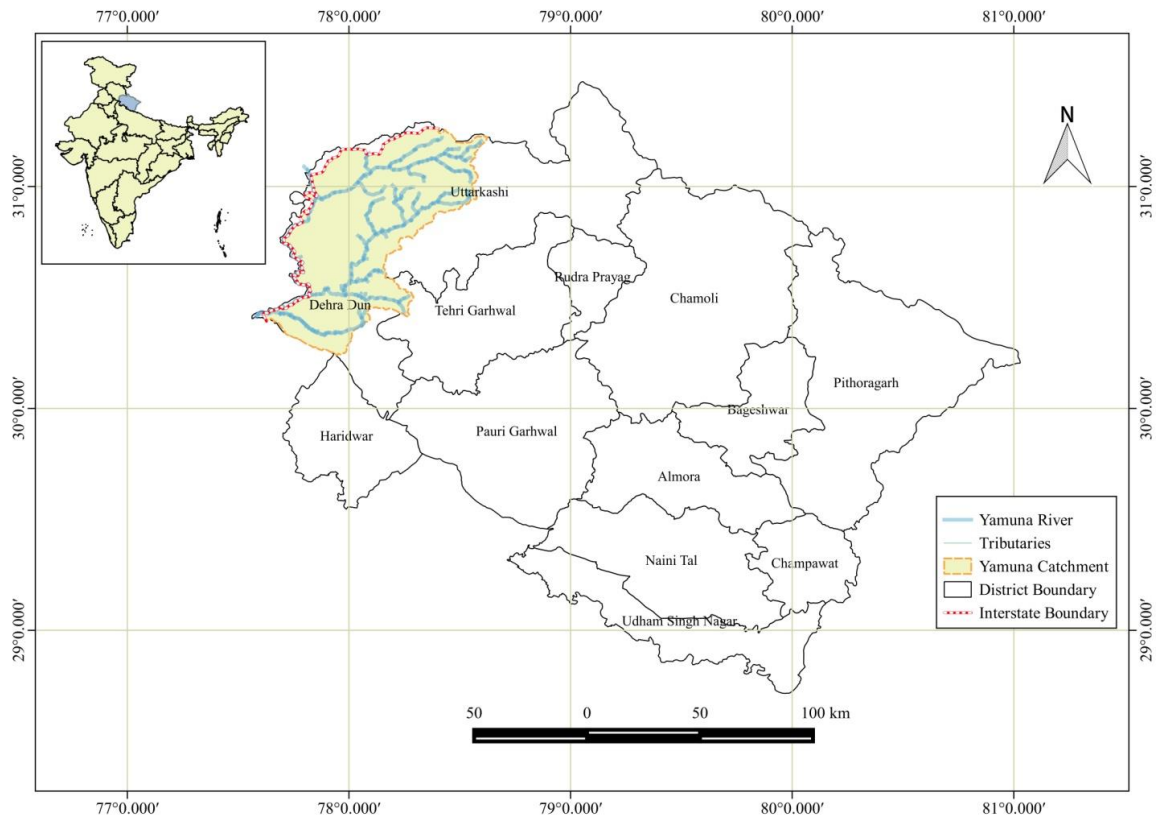 77°0.000′ 78°0.000′ 79°0.000′ 80°0.000′ 81°0.000′
N
31°0.000′
31°0.000′
Uttarkashi
Rudra Prayag
Chamoli
Dehra Dun
Tehri Garhwal
Pithoragarh
30°0.000′
30°0.000′
Bageshwar
Haridwar
Pauri Garhwal
Almora
Naini Tal
Champawat
Udham Singh Nagar
29°0.000′
29°0.000′
Yamuna River
Tributaries
Yamuna Catchment
District Boundary
Interstate Boundary
50 0 50 100 km
77°0.000′ 78°0.000′ 79°0.000′ 80°0.000′ 81°0.000′